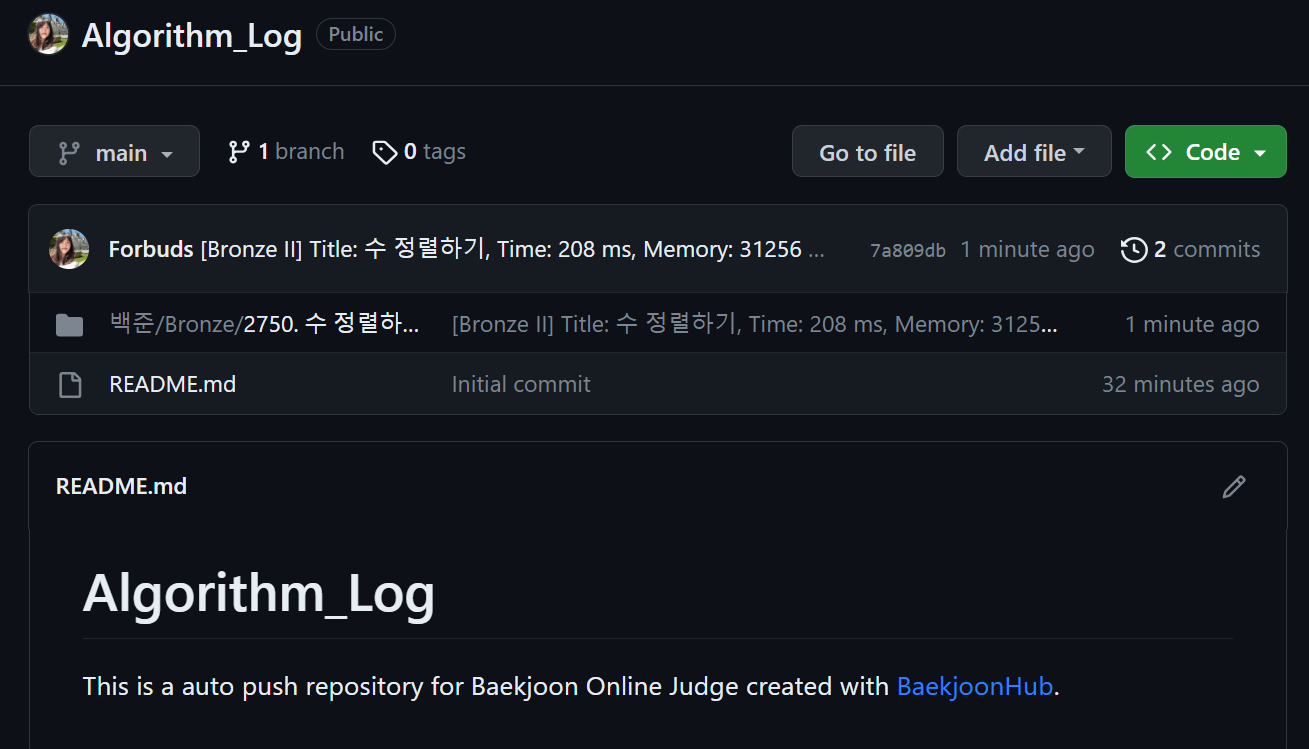 Algorithm_Log Public
main 1 branch 0 tags Go to file Add file Code
Forbuds [Bronze II] Title: 수 정렬하기, Time: 208 ms, Memory: 31256 ... 7a809db 1 minute ago 2 commits
백준/Bronze/2750. 수 정렬하... [Bronze II] Title: 수 정렬하기, Time: 208 ms, Memory: 3125... 1 minute ago
README.md Initial commit 32 minutes ago
README.md
Algorithm_Log
This is a auto push repository for Baekjoon Online Judge created with BaekjoonHub.